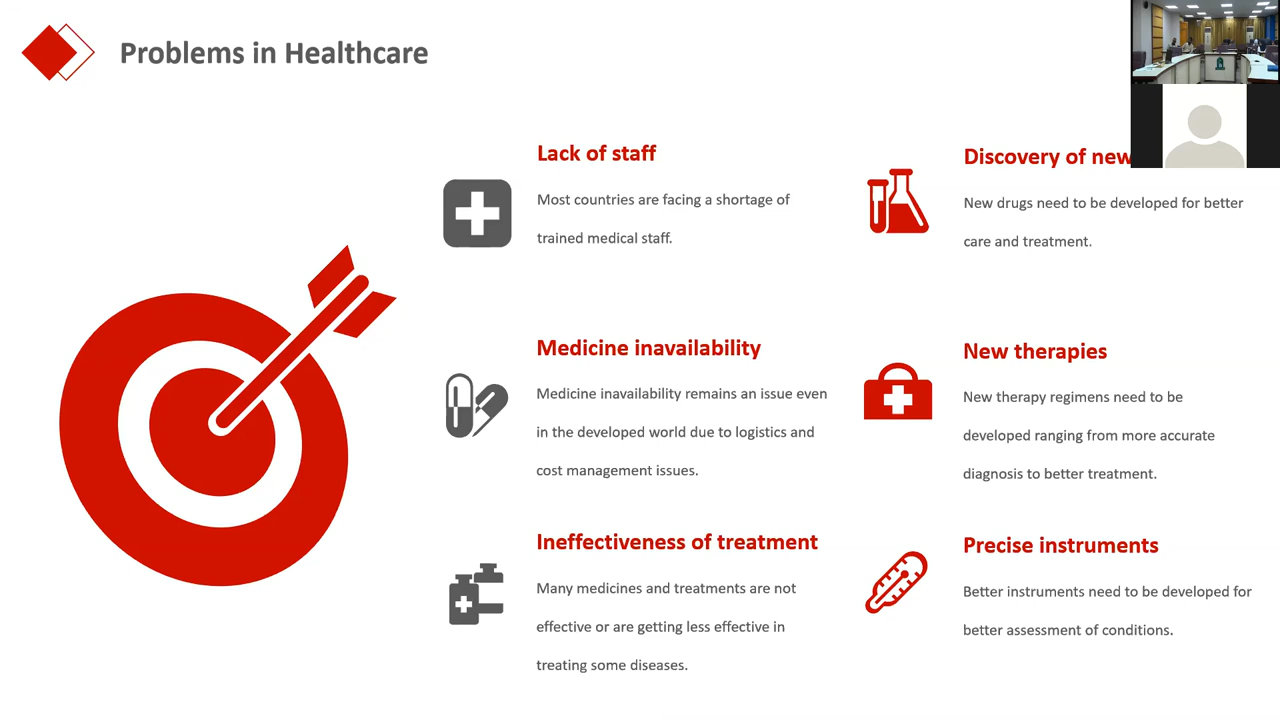 Problems in Healthcare
Lack of staff
Most countries are facing a shortage of
trained medical staff.
Medicine inavailability
Medicine inavailability remains an issue even
in the developed world due to logistics and
cost management issues.
Ineffectiveness of treatment
Many medicines and treatments are not
effective or are getting less effective in
treating some diseases.
Discovery of new
New drugs need to be developed for better
care and treatment.
New therapies
New therapy regimens need to be
developed ranging from more accurate
diagnosis to better treatment.
Precise instruments
Better instruments need to be developed for
better assessment of conditions.